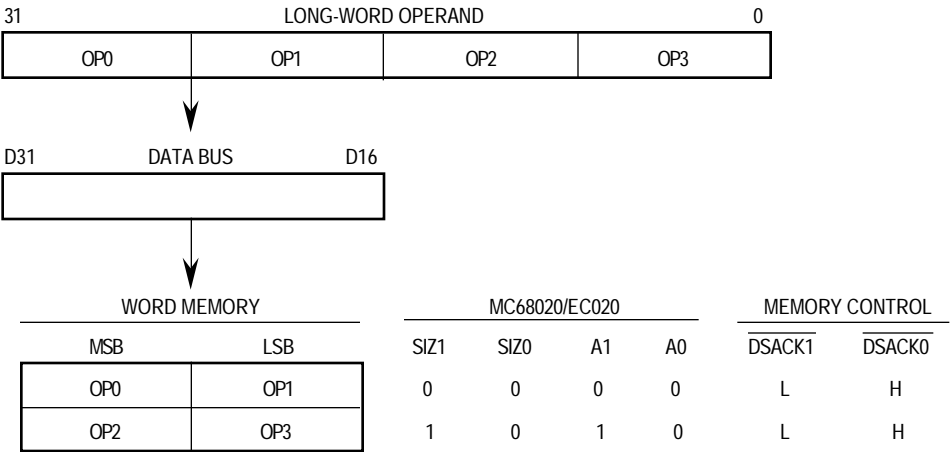 31 LONG-WORD OPERAND 0
OP0 OP1 OP2 OP3
D31 DATA BUS D16
WORD MEMORY MC68020/EC020 MEMORY CONTROL
MSB LSB SIZ1 SIZ0 A1 A0 DSACK1 DSACK0
OP0 OP1 0 0 0 0 L H
OP2 OP3 1 0 1 0 L H